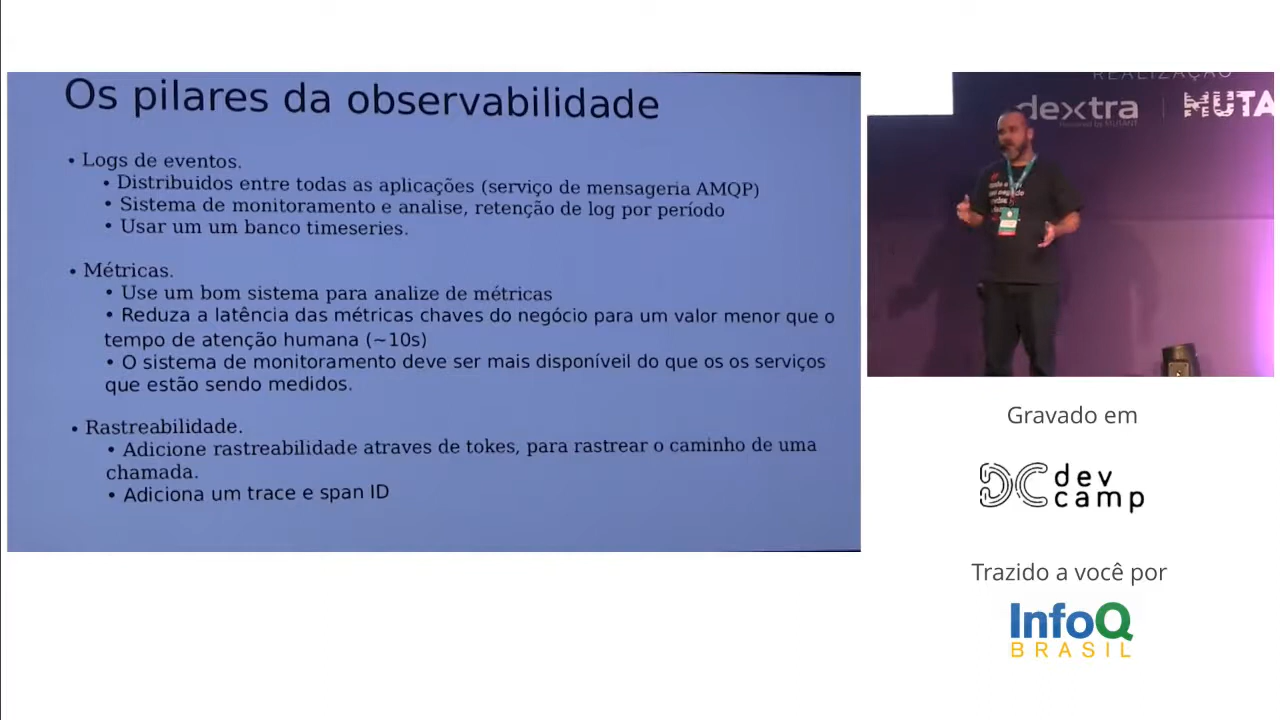 Os pilares da observabilidade
• Logs de eventos.
• Distribuidos entre todas as aplicações (serviço de mensageria AMQP)
• Sistema de monitoramento e analise, retenção de log por período
• Usar um um banco timeseries.
• Métricas.
• Use um bom sistema para analize de métricas
• Reduza a latência das métricas chaves do negócio para um valor menor que o
tempo de atenção humana (~10s)
• O sistema de monitoramento deve ser mais disponíveil do que os os serviços
que estão sendo medidos.
• Rastreabilidade.
• Adicione rastreabilidade atraves de tokes, para rastrear o caminho de uma
chamada.
• Adiciona um trace e span ID
REALIZAÇÃO
dextra
MUTA
Gravado em
dev
camp
Trazido a você por
InfoQ
BRASIL